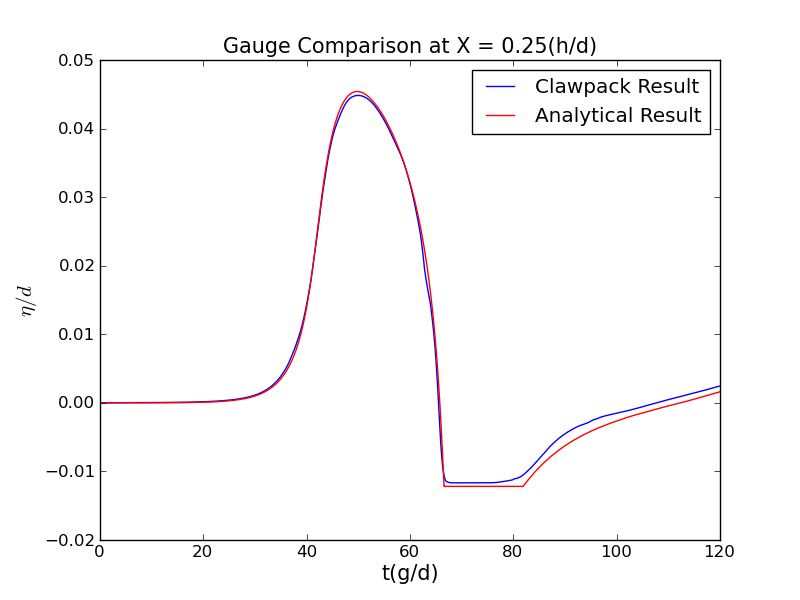 Gauge Comparison at X = 0.25(h/d)
Clawpack Result
Analytical Result
0.05
0.04
0.03
0.02
0.01
0.00
−0.01
−0.02
η/d
0 20 40 60 80 100 120
t(g/d)